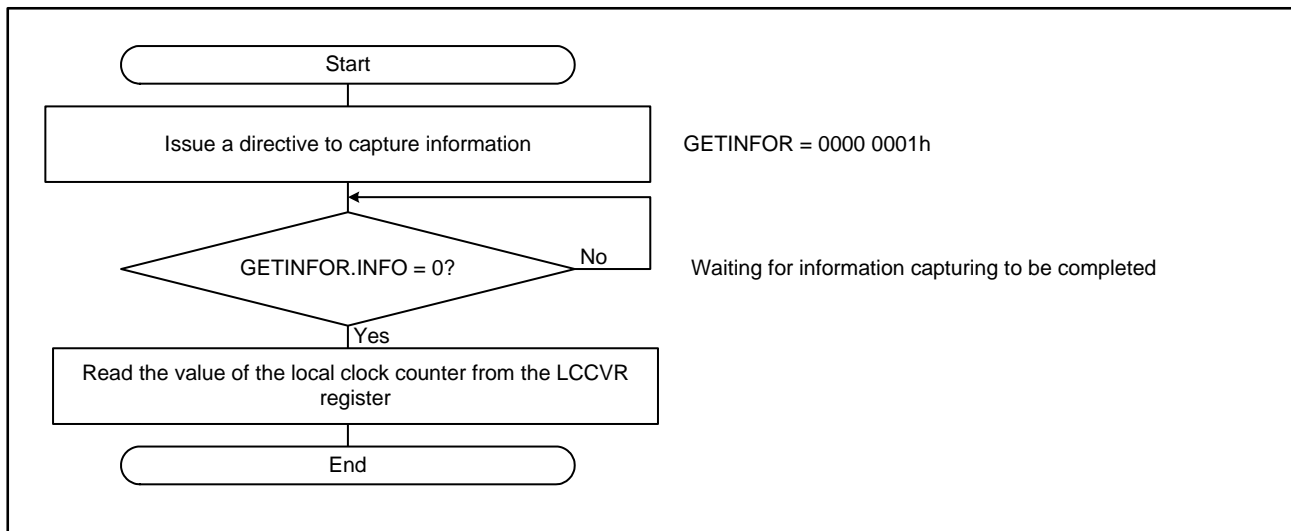 Start
Issue a directive to capture information
GETINFOR = 0000 0001h
GETINFOR.INFO = 0?
No
Waiting for information capturing to be completed
Yes
Read the value of the local clock counter from the LCCVR
register
End